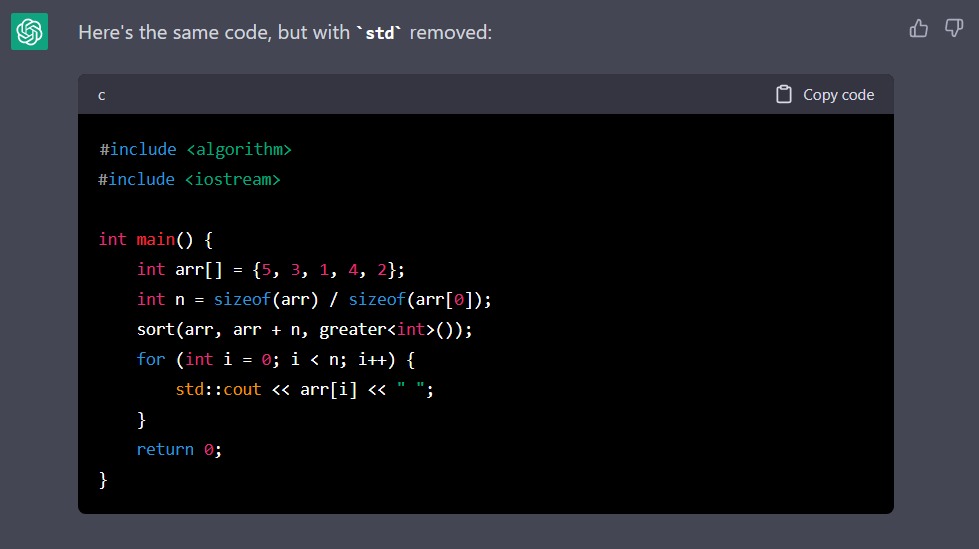 Here's the same code, but with `std` removed:
c
Copy code
#include <algorithm>
#include <iostream>
int main() {
    int arr[] = {5, 3, 1, 4, 2};
    int n = sizeof(arr) / sizeof(arr[0]);
    sort(arr, arr + n, greater<int>());
    for (int i = 0; i < n; i++) {
        std::cout << arr[i] << " ";
    }
    return 0;
}